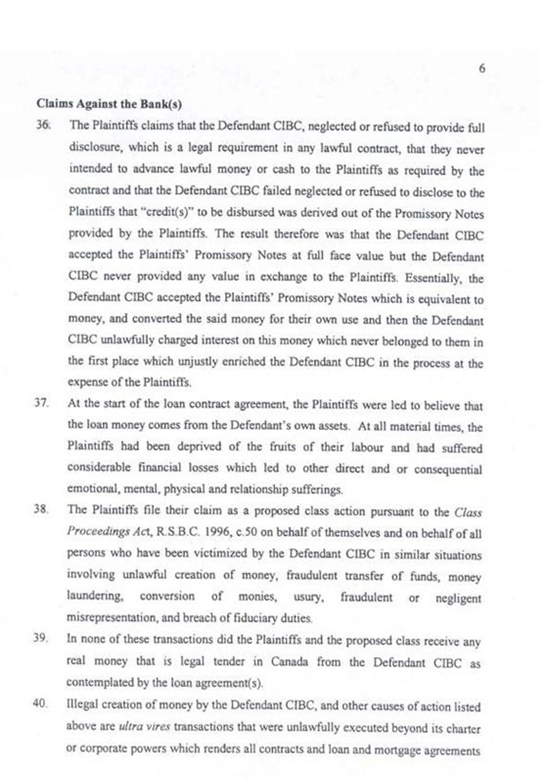 6
Claims Against the Bank(s)
36. The Plaintiffs claims that the Defendant CIBC, neglected or refused to provide full
disclosure, which is a legal requirement in any lawful contract, that they never
intended to advance lawful money or cash to the Plaintiffs as required by the
contract and that the Defendant CIBC failed neglected or refused to disclose to the
Plaintiffs that “credit(s)” to be disbursed was derived out of the Promissory Notes
provided by the Plaintiffs. The result therefore was that the Defendant CIBC
accepted the Plaintiffs’ Promissory Notes at full face value but the Defendant
CIBC never provided any value in exchange to the Plaintiffs. Essentially, the
Defendant CIBC accepted the Plaintiffs’ Promissory Notes which is equivalent to
money, and converted the said money for their own use and then the Defendant
CIBC unlawfully charged interest on this money which never belonged to them in
the first place which unjustly enriched the Defendant CIBC in the process at the
expense of the Plaintiffs.
37. At the start of the loan contract agreement, the Plaintiffs were led to believe that
the loan money comes from the Defendant’s own assets. At all material times, the
Plaintiffs had been deprived of the fruits of their labour and had suffered
considerable financial losses which led to other direct and or consequential
emotional, mental, physical and relationship sufferings.
38. The Plaintiffs file their claim as a proposed class action pursuant to the Class
Proceedings Act, R.S.B.C. 1996, c.50 on behalf of themselves and on behalf of all
persons who have been victimized by the Defendant CIBC in similar situations
involving unlawful creation of money, fraudulent transfer of funds, money
laundering, conversion of monies, usury, fraudulent or negligent
misrepresentation, and breach of fiduciary duties.
39. In none of these transactions did the Plaintiffs and the proposed class receive any
real money that is legal tender in Canada from the Defendant CIBC as
contemplated by the loan agreement(s).
40. Illegal creation of money by the Defendant CIBC, and other causes of action listed
above are ultra vires transactions that were unlawfully executed beyond its charter
or corporate powers which renders all contracts and loan and mortgage agreements